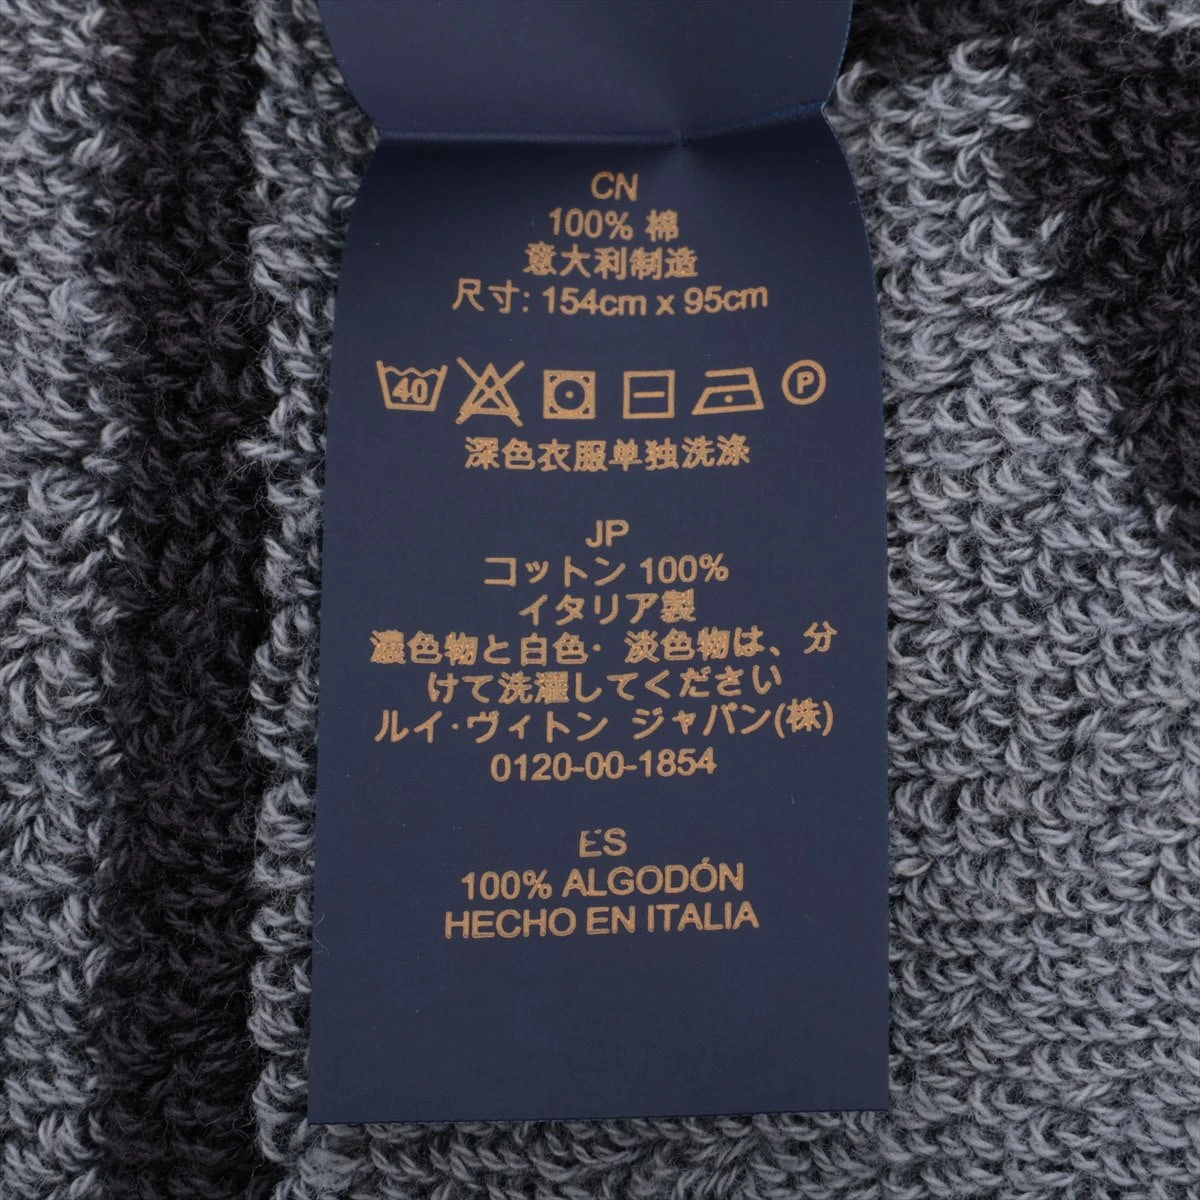 CN
100% 棉
意大利制造
尺寸: 154cm x 95cm
40 P
深色衣服单独洗涤
JP
コットン 100%
イタリア製
濃色物と白色・淡色物は、分
けて洗濯してください
ルイ・ヴィトン ジャパン(株)
0120-00-1854
ES
100% ALGODÓN
HECHO EN ITALIA